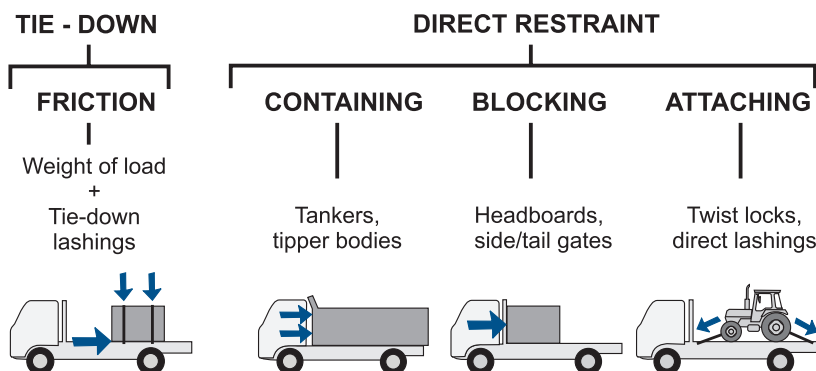 TIE - DOWN
FRICTION
Weight of load
+
Tie-down
lashings
DIRECT RESTRAINT
CONTAINING
Tankers,
tipper bodies
BLOCKING
Headboards,
side/tail gates
ATTACHING
Twist locks,
direct lashings